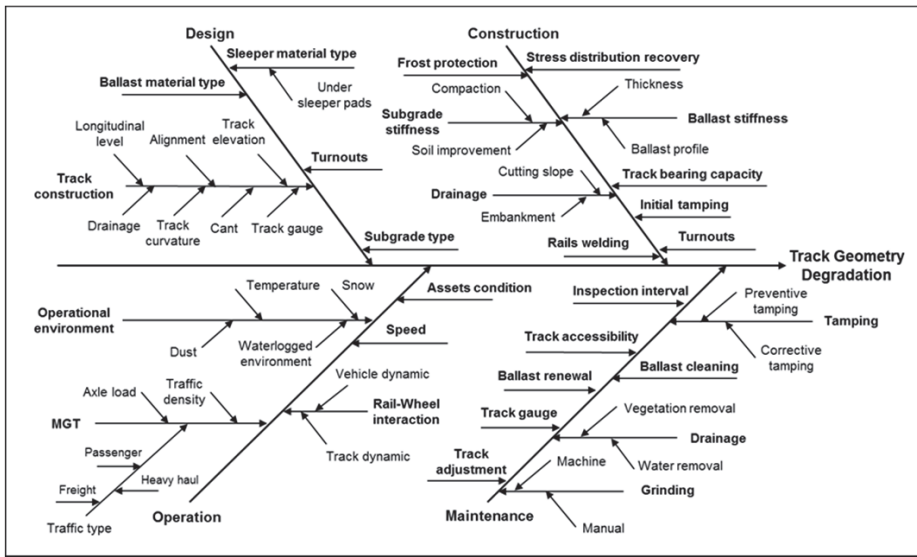 Design
Sleeper material type
Ballast material type
Under
sleeper pads
Longitudinal
level
Alignment
Track
elevation
Turnouts
Track
construction
Drainage
Track
curvature
Cant
Track gauge
Subgrade type
Construction
Stress distribution recovery
Frost protection
Compaction
Thickness
Subgrade
stiffness
Ballast stiffness
Soil improvement
Ballast profile
Cutting slope
Track bearing capacity
Drainage
Embankment
Initial tamping
Rails welding
Turnouts
Track Geometry
Degradation
Temperature
Snow
Assets condition
Operational
environment
Dust
Waterlogged
environment
Speed
Axle load
Traffic
density
Vehicle dynamic
MGT
Rail-Wheel
interaction
Track dynamic
Passenger
Freight
Heavy haul
Traffic type
Operation
Inspection interval
Preventive
tamping
Tamping
Track accessibility
Corrective
tamping
Ballast renewal
Ballast cleaning
Track gauge
Vegetation removal
Drainage
Water removal
Track
adjustment
Machine
Grinding
Manual
Maintenance